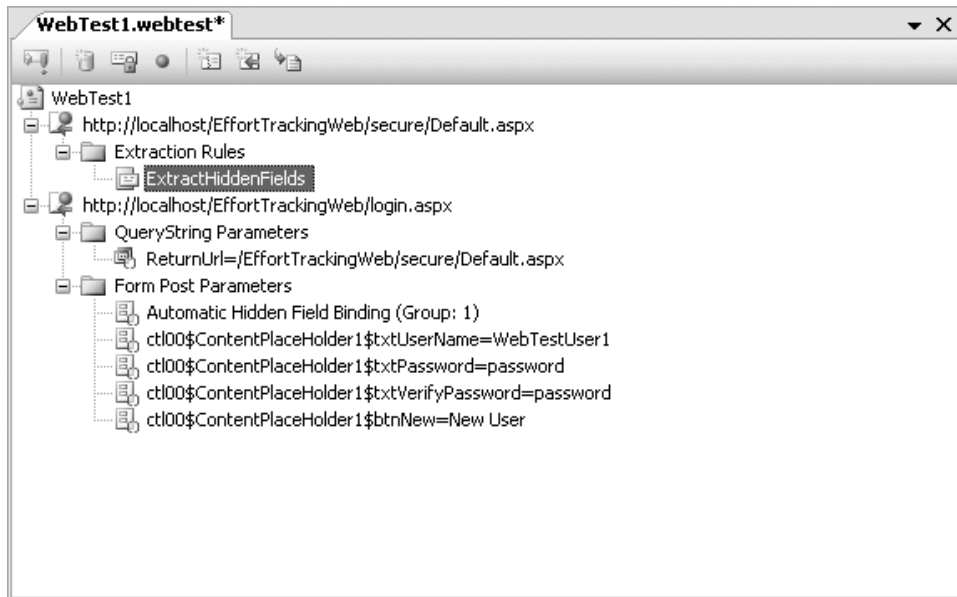 WebTest1.webtest*
WebTest1
http://localhost/EffortTrackingWeb/secure/Default.aspx
Extraction Rules
ExtractHiddenFields
http://localhost/EffortTrackingWeb/login.aspx
QueryString Parameters
ReturnUrl=/EffortTrackingWeb/secure/Default.aspx
Form Post Parameters
Automatic Hidden Field Binding (Group: 1)
ctl00$ContentPlaceHolder1$txtUserName=WebTestUser1
ctl00$ContentPlaceHolder1$txtPassword=password
ctl00$ContentPlaceHolder1$txtVerifyPassword=password
ctl00$ContentPlaceHolder1$btnNew=New User